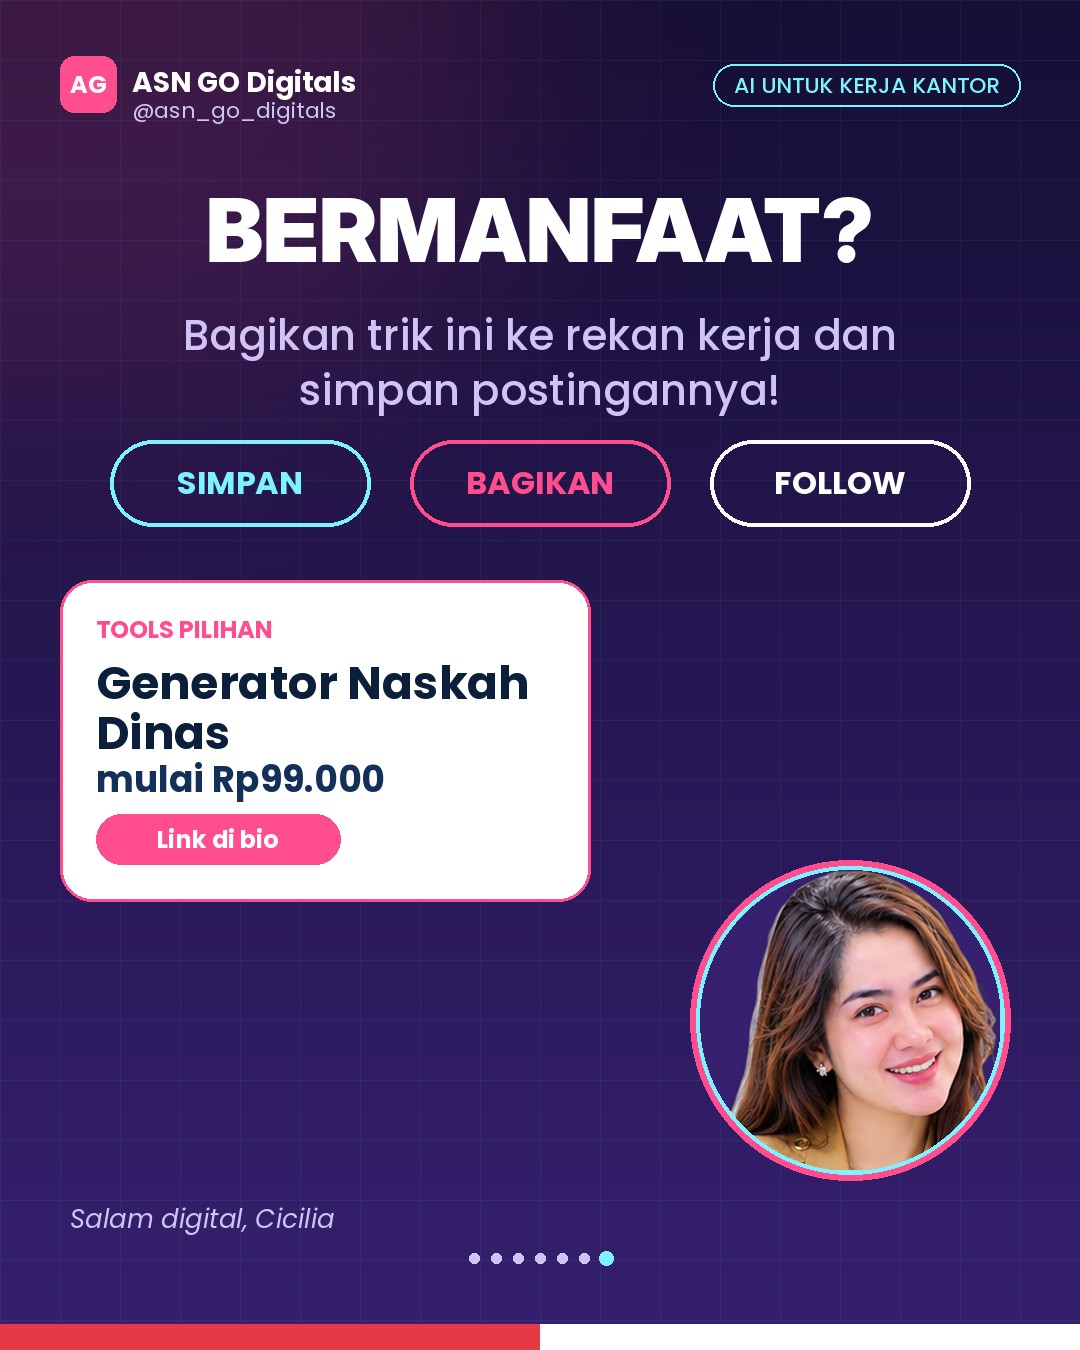 AG
ASN GO Digitals
@asn_go_digitals
AI UNTUK KERJA KANTOR
BERMANFAAT?
Bagikan trik ini ke rekan kerja dan
simpan postingannya!
SIMPAN
BAGIKAN
FOLLOW
TOOLS PILIHAN
Generator Naskah
Dinas
mulai Rp99.000
Link di bio
Salam digital, Cicilia